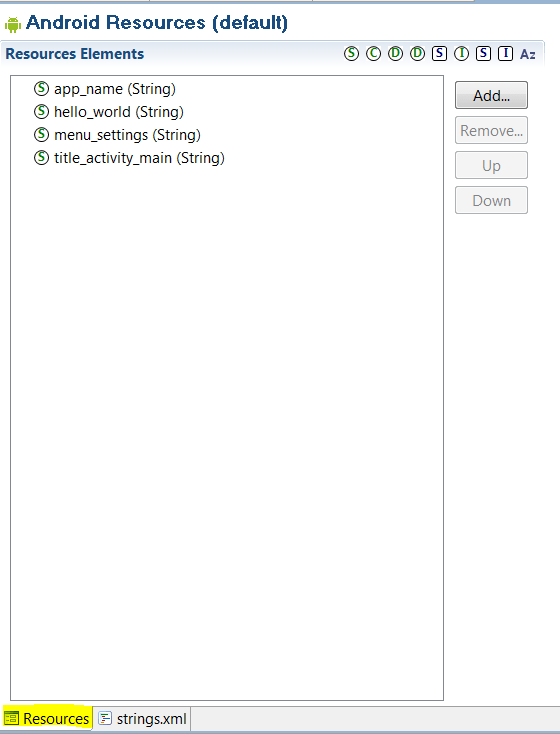 Android Resources (default)
Resources Elements
S C D D S I S I Az
S app_name (String)
S hello_world (String)
S menu_settings (String)
S title_activity_main (String)
Add...
Remove...
Up
Down
Resources strings.xml